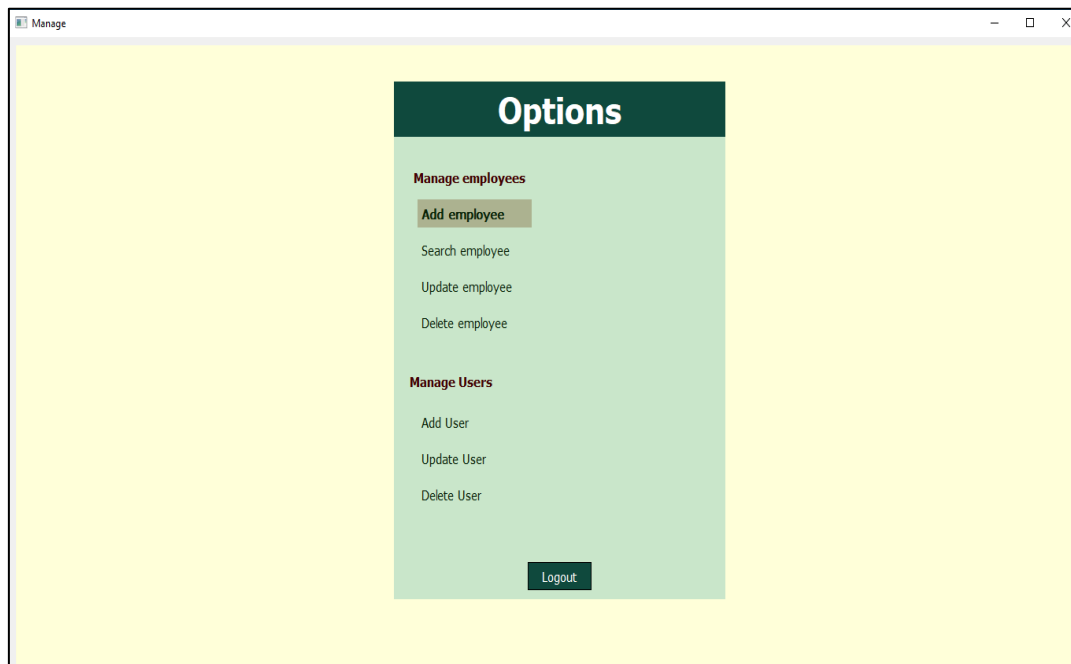 Manage
Options
Manage employees
Add employee
Search employee
Update employee
Delete employee
Manage Users
Add User
Update User
Delete User
Logout